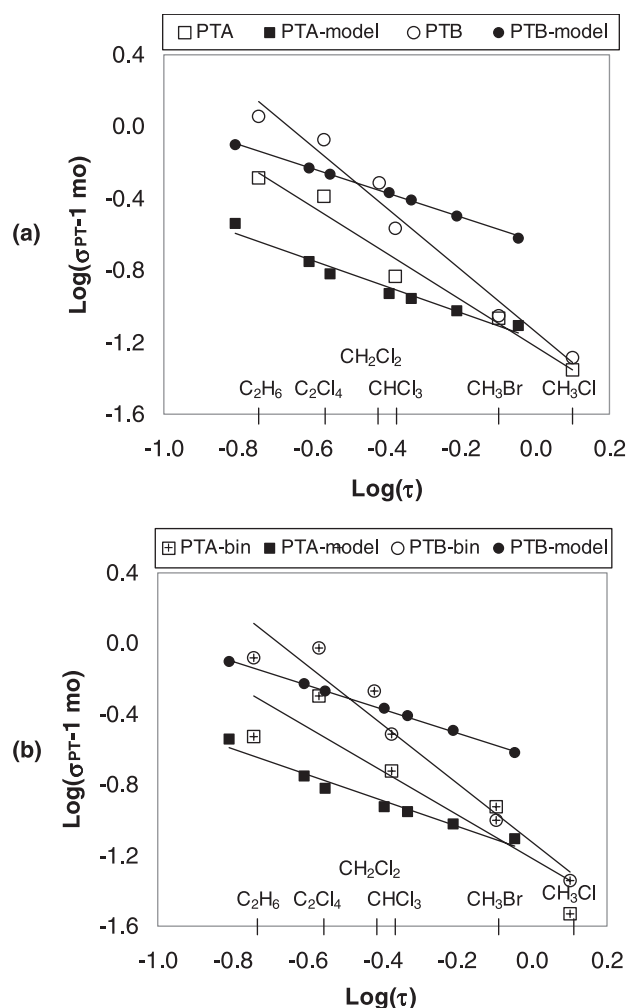 PTA PTA-model PTB PTB-model
0.4
0.0
-0.4
-0.8
-1.2
-1.6
Log(σPT-1 mo)
(a)
CH2Cl2
C2H6 C2Cl4 CHCl3 CH3Br CH3Cl
-1.0 -0.8 -0.6 -0.4 -0.2 0.0 0.2
Log(τ)
PTA-bin PTA-model PTB-bin PTB-model
0.4
0.0
-0.4
-0.8
-1.2
-1.6
Log(σPT-1 mo)
(b)
CH2Cl2
C2H6 C2Cl4 CHCl3 CH3Br CH3Cl
-1.0 -0.8 -0.6 -0.4 -0.2 0.0 0.2
Log(τ)